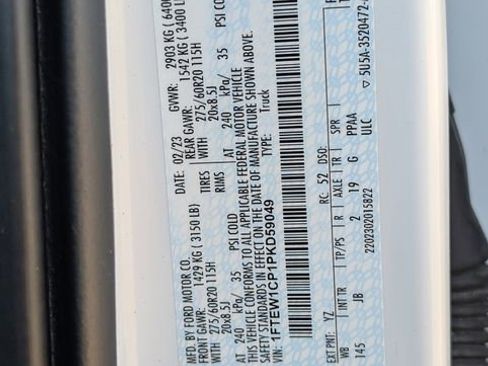 MFD. BY FORD MOTOR CO.
DATE: 02/23 GVWR: 2903 KG ( 640
FRONT GAWR: 1429 KG ( 3150 LB) REAR GAWR: 1542 KG ( 3400 L
WITH 275/60R20 115H TIRES WITH 275/60R20 115H
20x8.5J RIMS 20x8.5J
AT 240 kPa/ 35 PSI COLD AT 240 kPa/ 35 PSI COL
THIS VEHICLE CONFORMS TO ALL APPLICABLE FEDERAL MOTOR VEHICLE
SAFETY STANDARDS IN EFFECT ON THE DATE OF MANUFACTURE SHOWN ABOVE.
VIN: 1FTEW1CP1PKD59049 TYPE: Truck
EXT PNT: YZ RC: 52 DSO:
WB INT TR TP/PS R AXLE TR SPR
145 JB 2 19 G PPAA
2202302015822 ULC
▽ 5U5A-3520472-